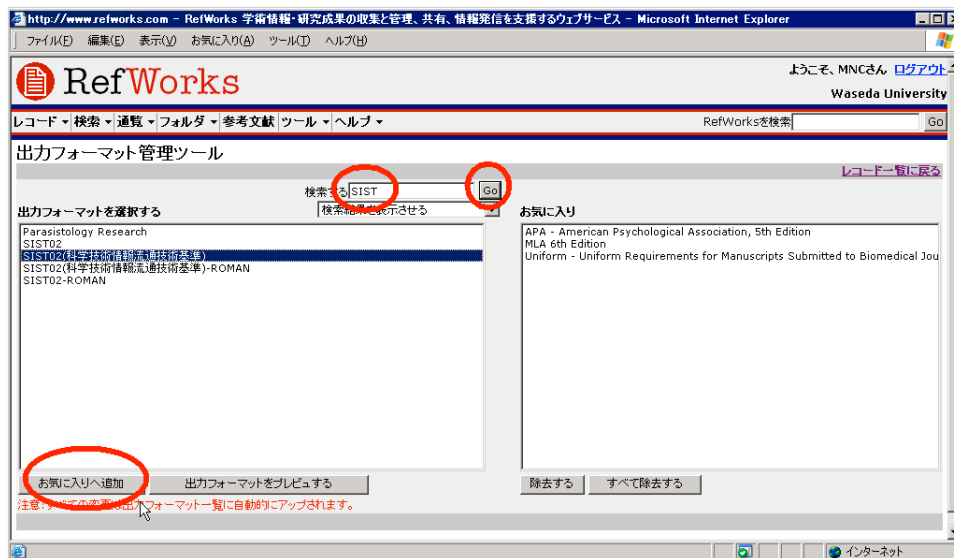 http://www.refworks.com - RefWorks 学術情報・研究成果の収集と管理、共有、情報発信を支援するウェブサービス - Microsoft Internet Explorer
ファイル(F) 編集(E) 表示(V) お気に入り(A) ツール(T) ヘルプ(H)
RefWorks
ようこそ、MNCさん ログアウト
Waseda University
レコード 検索 通覧 フォルダ 参考文献 ツール ヘルプ RefWorksを検索 Go
出力フォーマット管理ツール
レコード一覧に戻る
検索する SIST Go
出力フォーマットを選択する 検索結果を表示させる お気に入り
Parasistology Research
SIST02
SIST02(科学技術情報流通技術基準)
SIST02(科学技術情報流通技術基準)-ROMAN
SIST02-ROMAN
APA - American Psychological Association, 5th Edition
MLA 6th Edition
Uniform - Uniform Requirements for Manuscripts Submitted to Biomedical Jou
お気に入りへ追加 出力フォーマットをプレビュする 除去する すべて除去する
注意:すべての変更は出力フォーマット一覧に自動的にアップされます。
インターネット